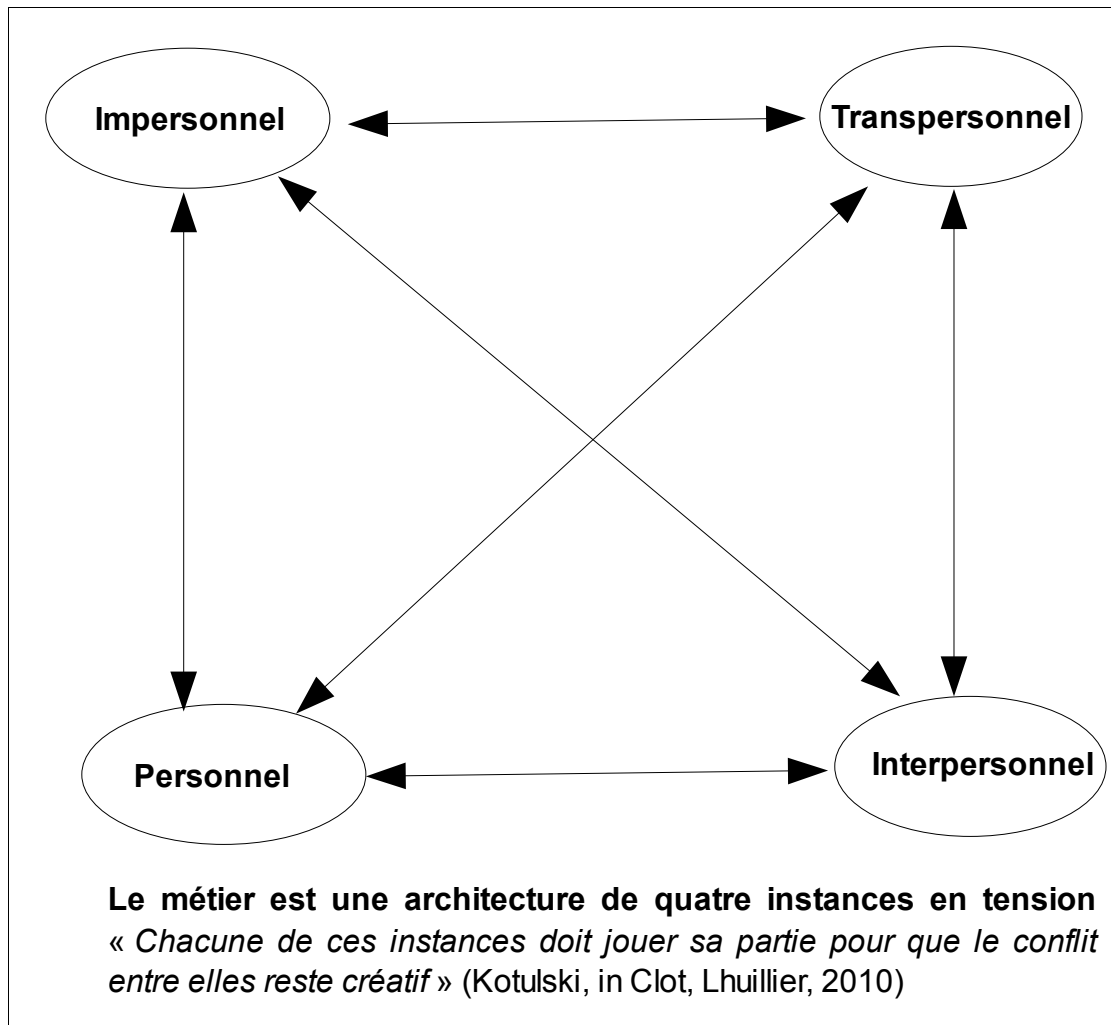 Impersonnel
Transpersonnel
Personnel
Interpersonnel
Le métier est une architecture de quatre instances en tension
« Chacune de ces instances doit jouer sa partie pour que le conflit
entre elles reste créatif » (Kotulski, in Clot, Lhuillier, 2010)